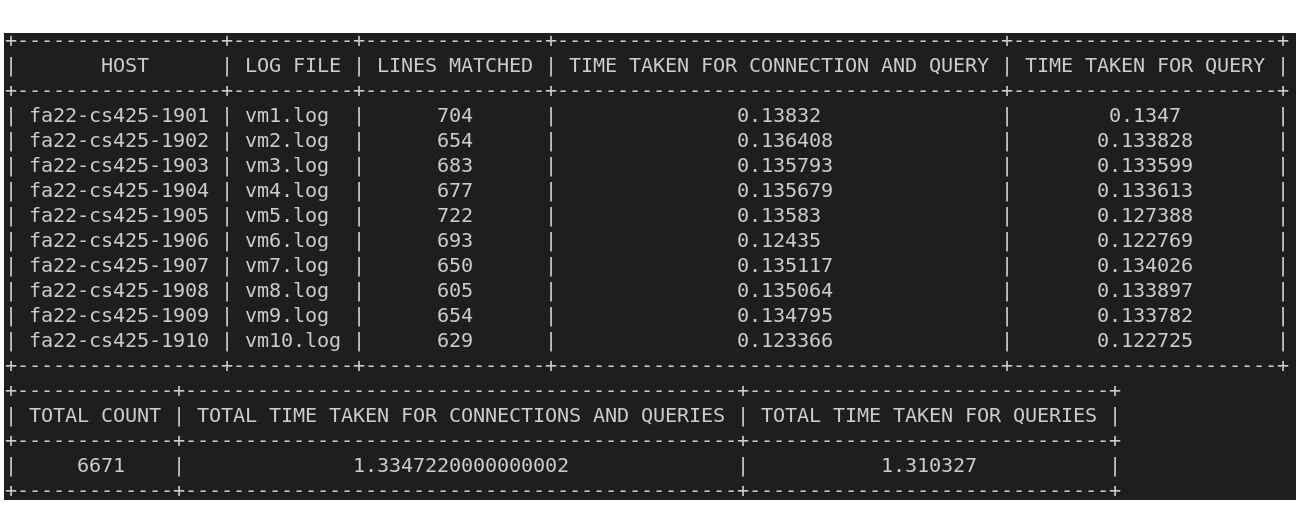 +-----------------+----------+---------------+------------------------------------+----------------------+
|       HOST      | LOG FILE | LINES MATCHED | TIME TAKEN FOR CONNECTION AND QUERY | TIME TAKEN FOR QUERY |
+-----------------+----------+---------------+------------------------------------+----------------------+
| fa22-cs425-1901 | vm1.log  |      704      |               0.13832               |        0.1347        |
| fa22-cs425-1902 | vm2.log  |      654      |               0.136408              |       0.133828       |
| fa22-cs425-1903 | vm3.log  |      683      |               0.135793              |       0.133599       |
| fa22-cs425-1904 | vm4.log  |      677      |               0.135679              |       0.133613       |
| fa22-cs425-1905 | vm5.log  |      722      |               0.13583               |       0.127388       |
| fa22-cs425-1906 | vm6.log  |      693      |               0.12435               |       0.122769       |
| fa22-cs425-1907 | vm7.log  |      650      |               0.135117              |       0.134026       |
| fa22-cs425-1908 | vm8.log  |      605      |               0.135064              |       0.133897       |
| fa22-cs425-1909 | vm9.log  |      654      |               0.134795              |       0.133782       |
| fa22-cs425-1910 | vm10.log |      629      |               0.123366              |       0.122725       |
+-----------------+----------+---------------+------------------------------------+----------------------+
+-------------+----------------------------------------------+------------------------------+
| TOTAL COUNT | TOTAL TIME TAKEN FOR CONNECTIONS AND QUERIES | TOTAL TIME TAKEN FOR QUERIES |
+-------------+----------------------------------------------+------------------------------+
|     6671    |              1.3347220000000002              |           1.310327           |
+-------------+----------------------------------------------+------------------------------+